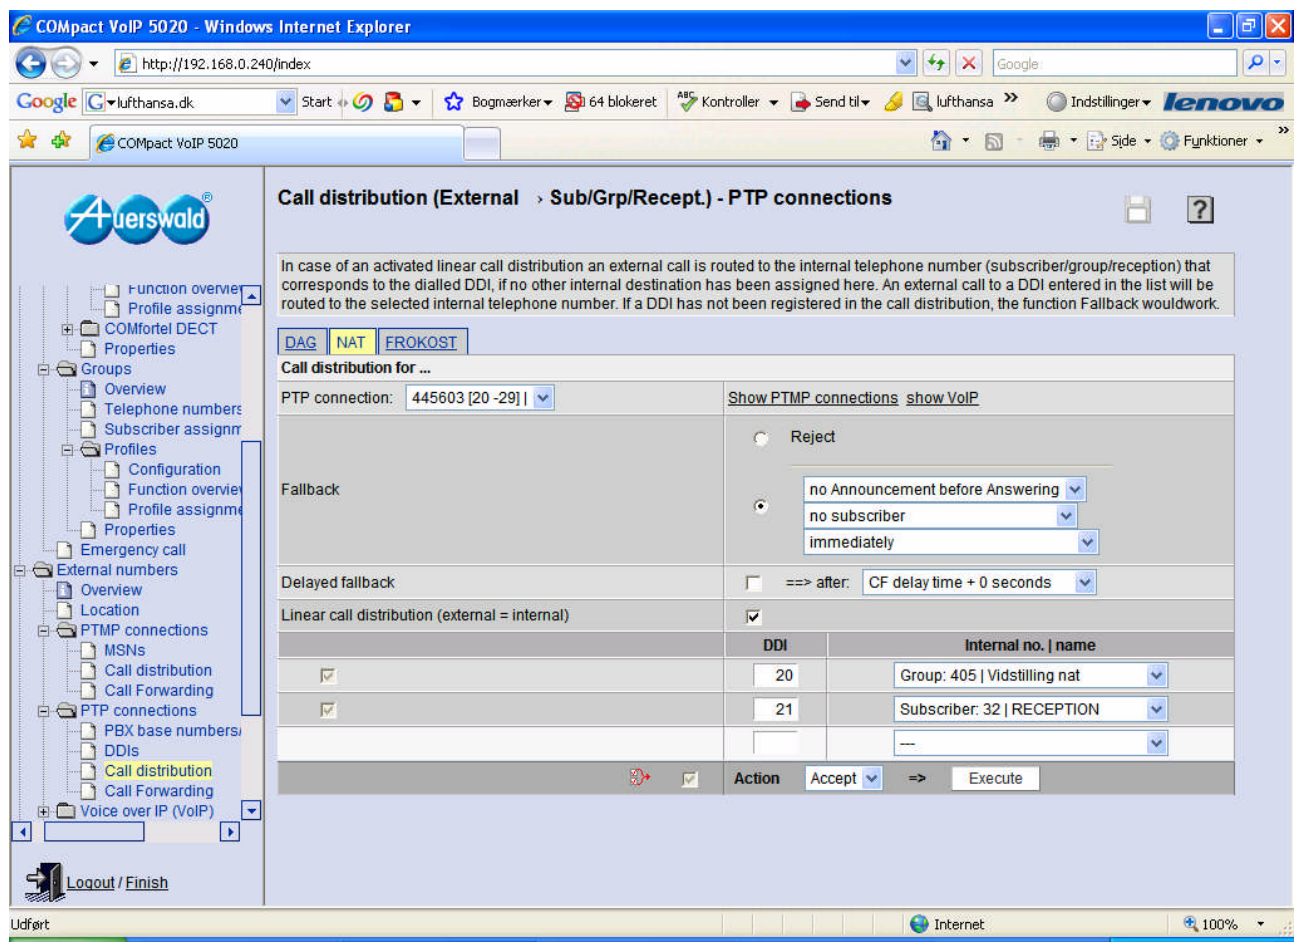 COMpact VoIP 5020 - Windows Internet Explorer
http://192.168.0.240/index
Google
Google G lufthansa.dk Start Bogmærker 64 blokeret ABC Kontroller Send til lufthansa » Indstillinger lenovo
COMpact VoIP 5020 Side Funktioner »
Auerswald®
Function overview
Profile assignme
COMfortel DECT
Properties
Groups
Overview
Telephone numbers
Subscriber assignm
Profiles
Configuration
Function overview
Profile assignme
Properties
Emergency call
External numbers
Overview
Location
PTMP connections
MSNs
Call distribution
Call Forwarding
PTP connections
PBX base numbers/
DDIs
Call distribution
Call Forwarding
Voice over IP (VoIP)
Logout / Finish
Call distribution (External › Sub/Grp/Recept.) - PTP connections
?
In case of an activated linear call distribution an external call is routed to the internal telephone number (subscriber/group/reception) that
corresponds to the dialled DDI, if no other internal destination has been assigned here. An external call to a DDI entered in the list will be
routed to the selected internal telephone number. If a DDI has not been registered in the call distribution, the function Fallback wouldwork.
DAG NAT FROKOST
Call distribution for ...
PTP connection: 445603 [20 -29] | Show PTMP connections show VoIP
Reject
Fallback
no Announcement before Answering
no subscriber
immediately
Delayed fallback ==> after: CF delay time + 0 seconds
Linear call distribution (external = internal)
DDI Internal no. | name
20 Group: 405 | Vidstilling nat
21 Subscriber: 32 | RECEPTION
---
Action Accept => Execute
Udført Internet 100%